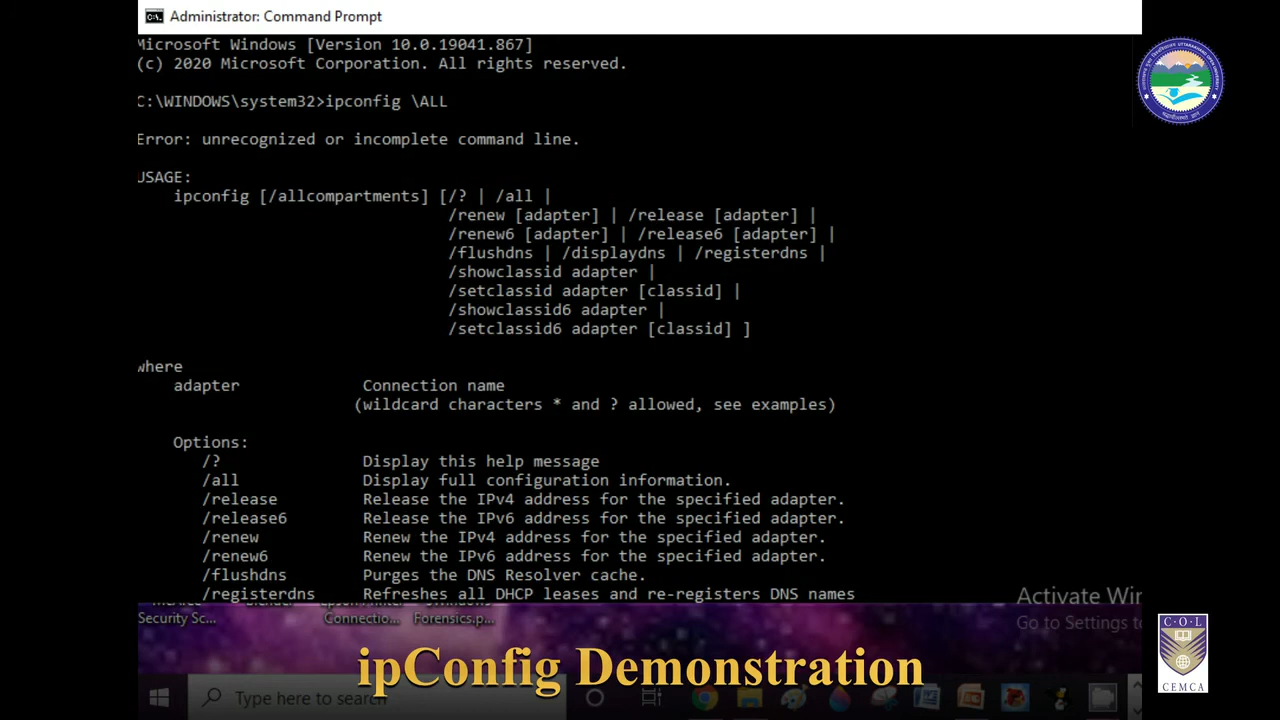 Administrator: Command Prompt
Microsoft Windows [Version 10.0.19041.867]
(c) 2020 Microsoft Corporation. All rights reserved.
C:\WINDOWS\system32>ipconfig \ALL
Error: unrecognized or incomplete command line.
USAGE:
ipconfig [/allcompartments] [/? | /all |
/renew [adapter] | /release [adapter] |
/renew6 [adapter] | /release6 [adapter] |
/flushdns | /displaydns | /registerdns |
/showclassid adapter |
/setclassid adapter [classid] |
/showclassid6 adapter |
/setclassid6 adapter [classid] ]
where
adapter Connection name
(wildcard characters * and ? allowed, see examples)
Options:
/? Display this help message
/all Display full configuration information.
/release Release the IPv4 address for the specified adapter.
/release6 Release the IPv6 address for the specified adapter.
/renew Renew the IPv4 address for the specified adapter.
/renew6 Renew the IPv6 address for the specified adapter.
/flushdns Purges the DNS Resolver cache.
/registerdns Refreshes all DHCP leases and re-registers DNS names
Activate Win
Go to Settings t
Security Sc... Connectio... Forensics.p...
ipConfig Demonstration
Type here to search
C·O·L
CEMCA